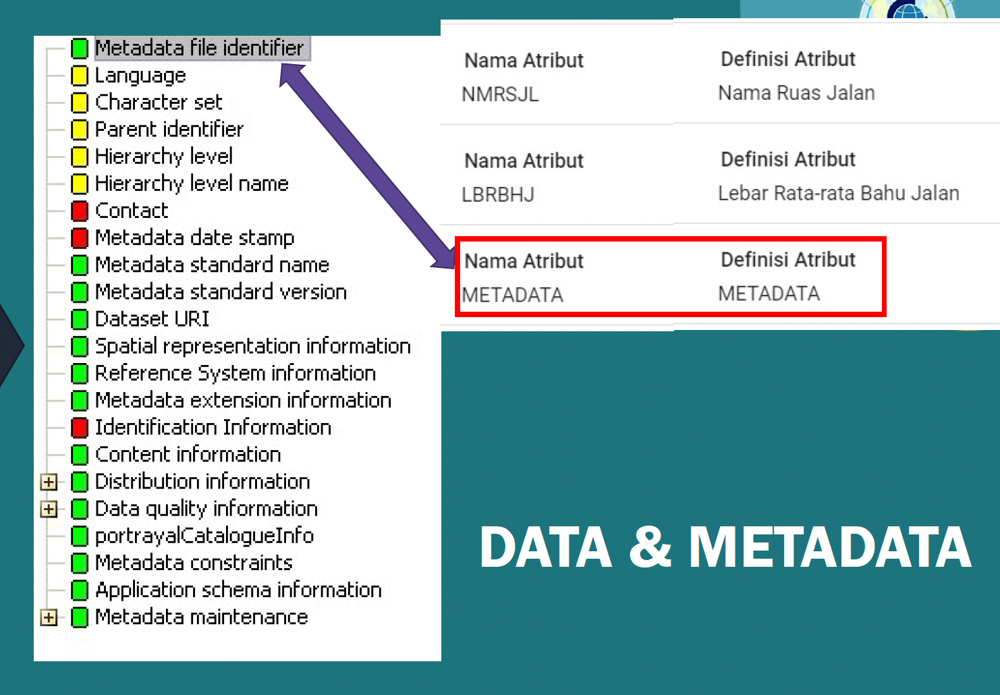 Metadata file identifier
Language
Character set
Parent identifier
Hierarchy level
Hierarchy level name
Contact
Metadata date stamp
Metadata standard name
Metadata standard version
Dataset URI
Spatial representation information
Reference System information
Metadata extension information
Identification Information
Content information
Distribution information
Data quality information
portrayalCatalogueInfo
Metadata constraints
Application schema information
Metadata maintenance
Nama Atribut Definisi Atribut
NMRSJL Nama Ruas Jalan
Nama Atribut Definisi Atribut
LBRBHJ Lebar Rata-rata Bahu Jalan
Nama Atribut Definisi Atribut
METADATA METADATA
DATA & METADATA